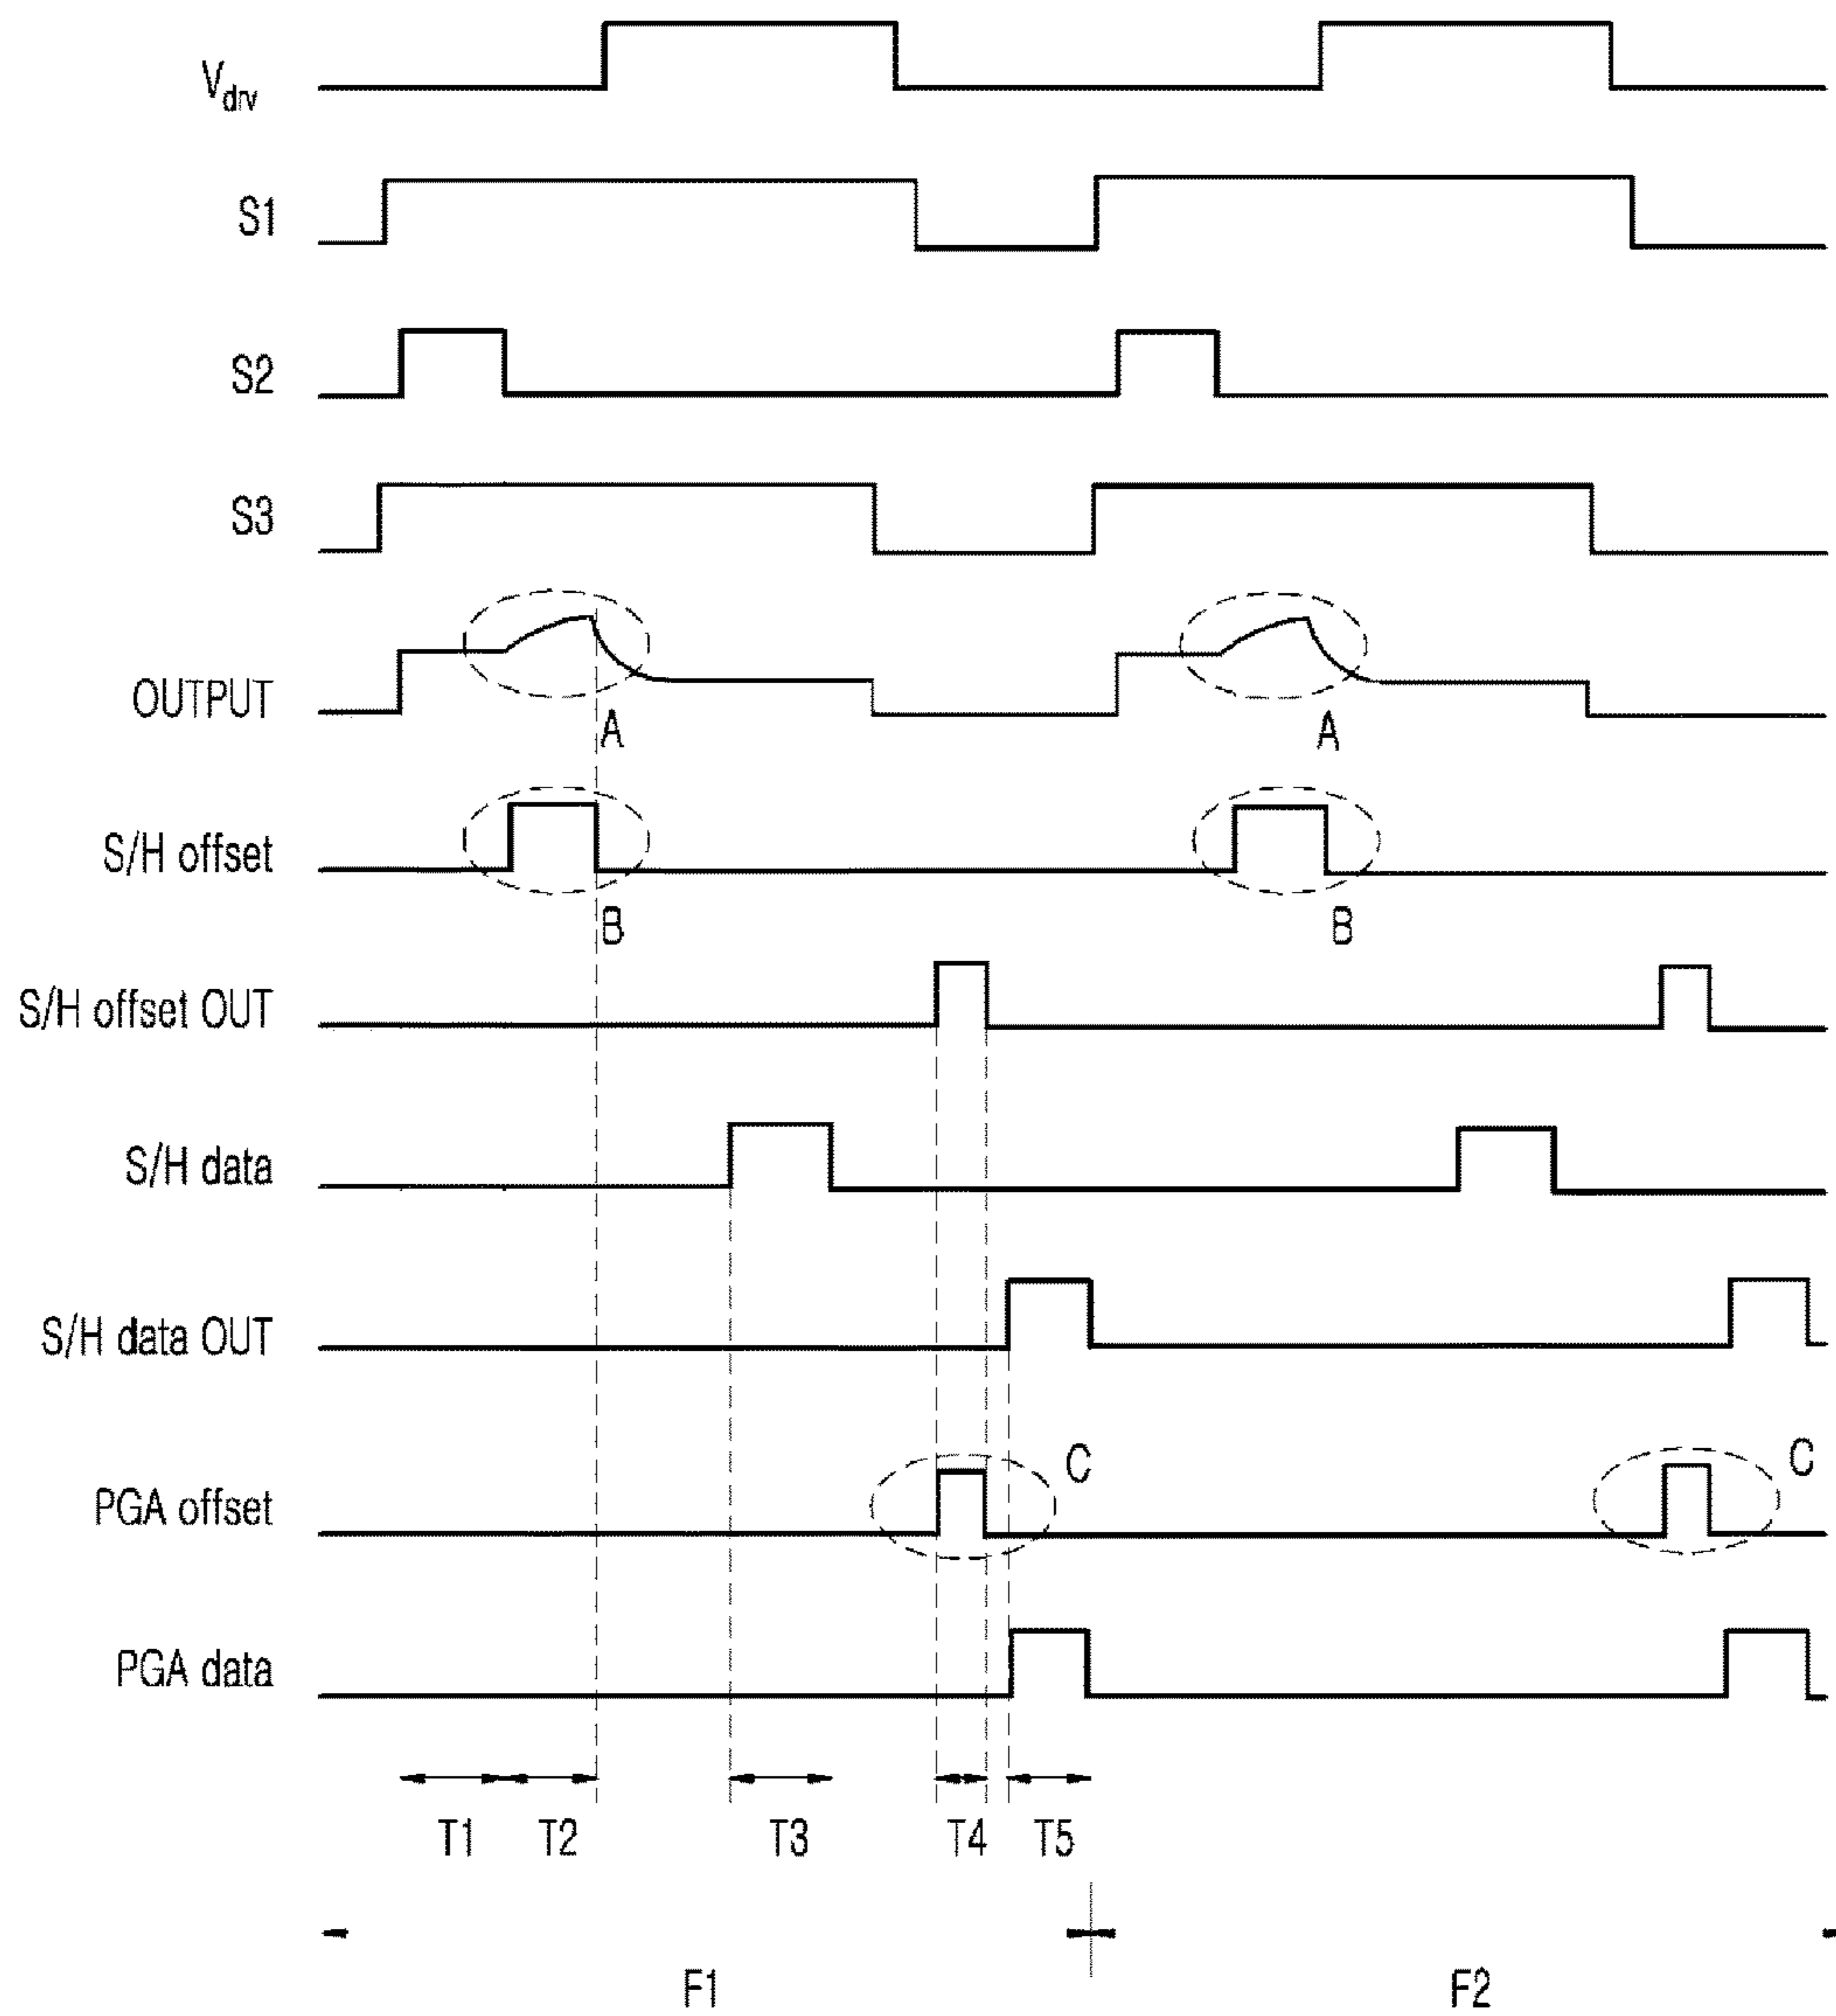 Vdrv
S1
S2
S3
OUTPUT
A
A
S/H offset
B
B
S/H offset OUT
S/H data
S/H data OUT
PGA offset
C
C
PGA data
T1 T2 T3 T4 T5
F1 F2